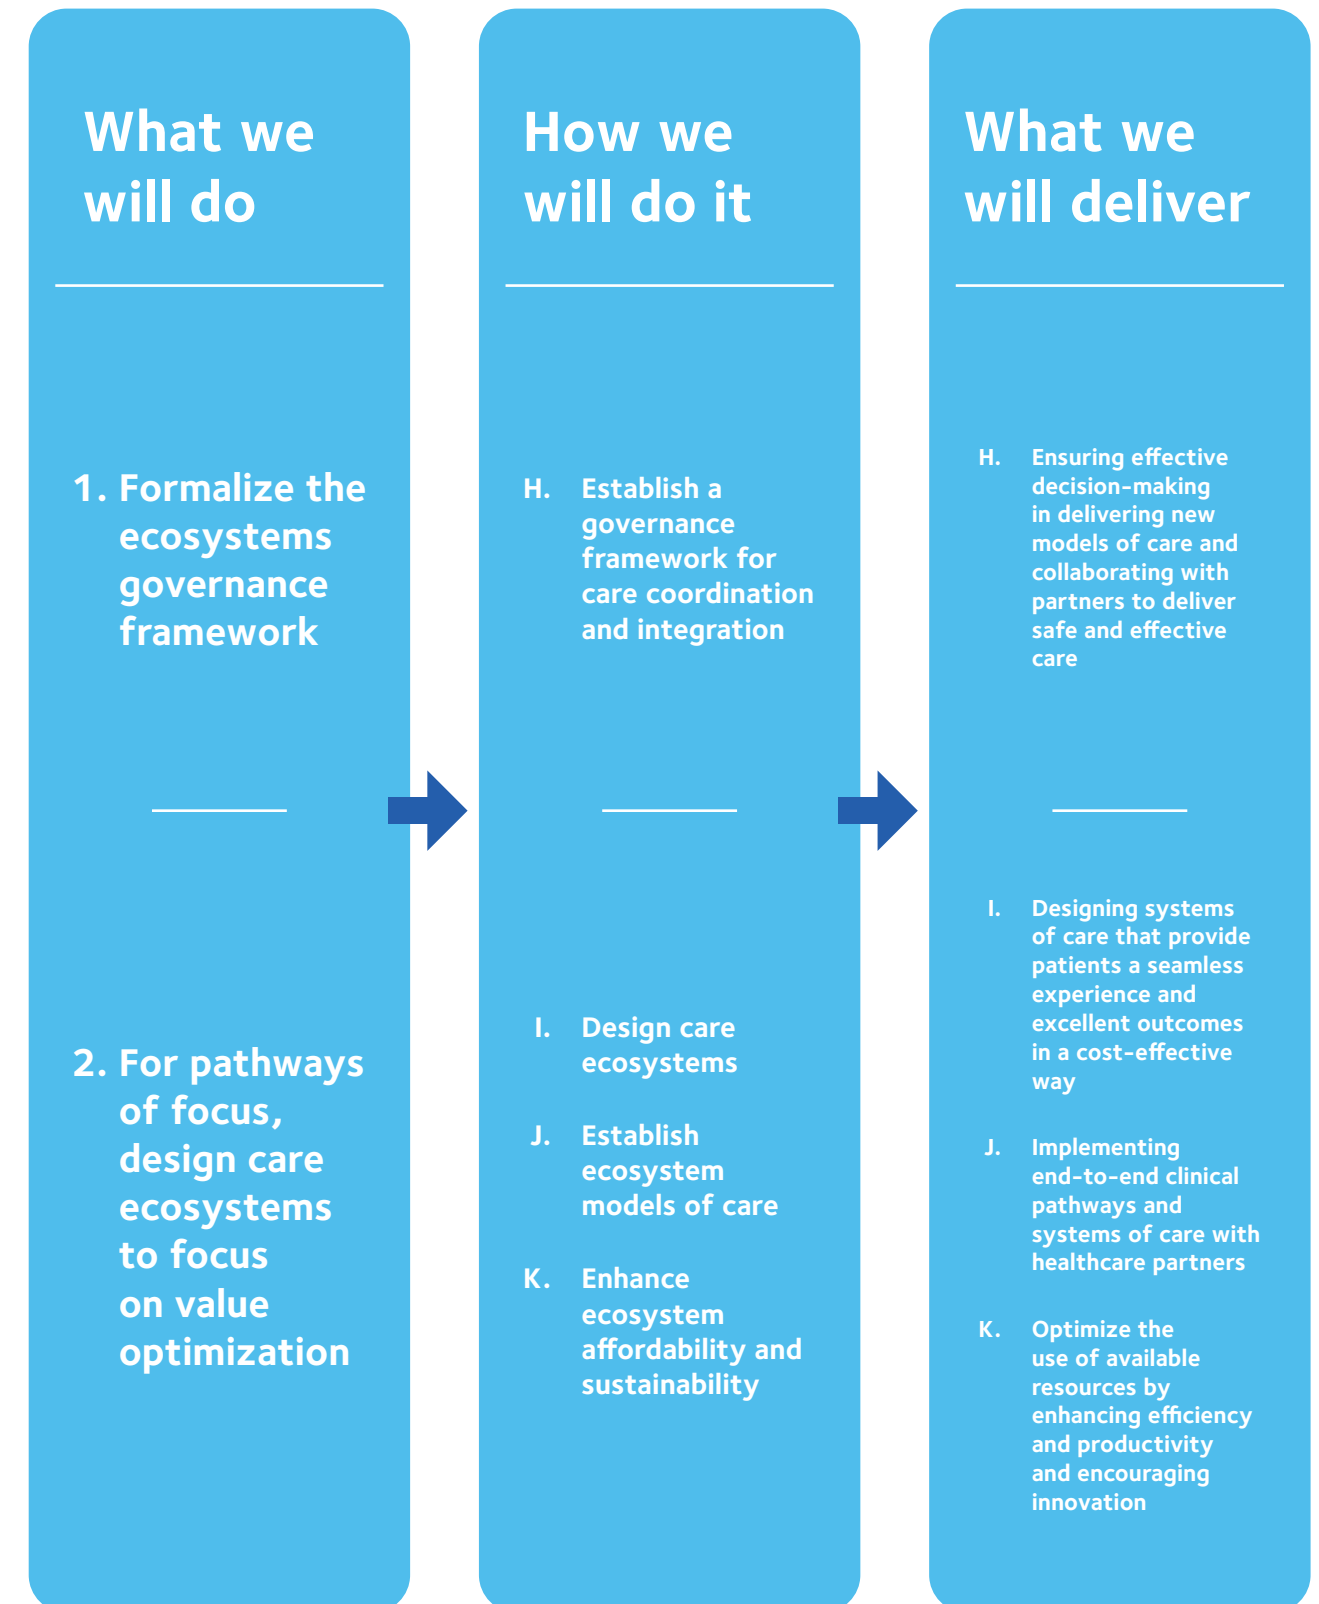 What we
will do
1. Formalize the
ecosystems
governance
framework
2. For pathways
of focus,
design care
ecosystems
to focus
on value
optimization
How we
will do it
H. Establish a
governance
framework for
care coordination
and integration
I. Design care
ecosystems
J. Establish
ecosystem
models of care
K. Enhance
ecosystem
affordability and
sustainability
What we
will deliver
H. Ensuring effective
decision-making
in delivering new
models of care and
collaborating with
partners to deliver
safe and effective
care
I. Designing systems
of care that provide
patients a seamless
experience and
excellent outcomes
in a cost-effective
way
J. Implementing
end-to-end clinical
pathways and
systems of care with
healthcare partners
K. Optimize the
use of available
resources by
enhancing efficiency
and productivity
and encouraging
innovation